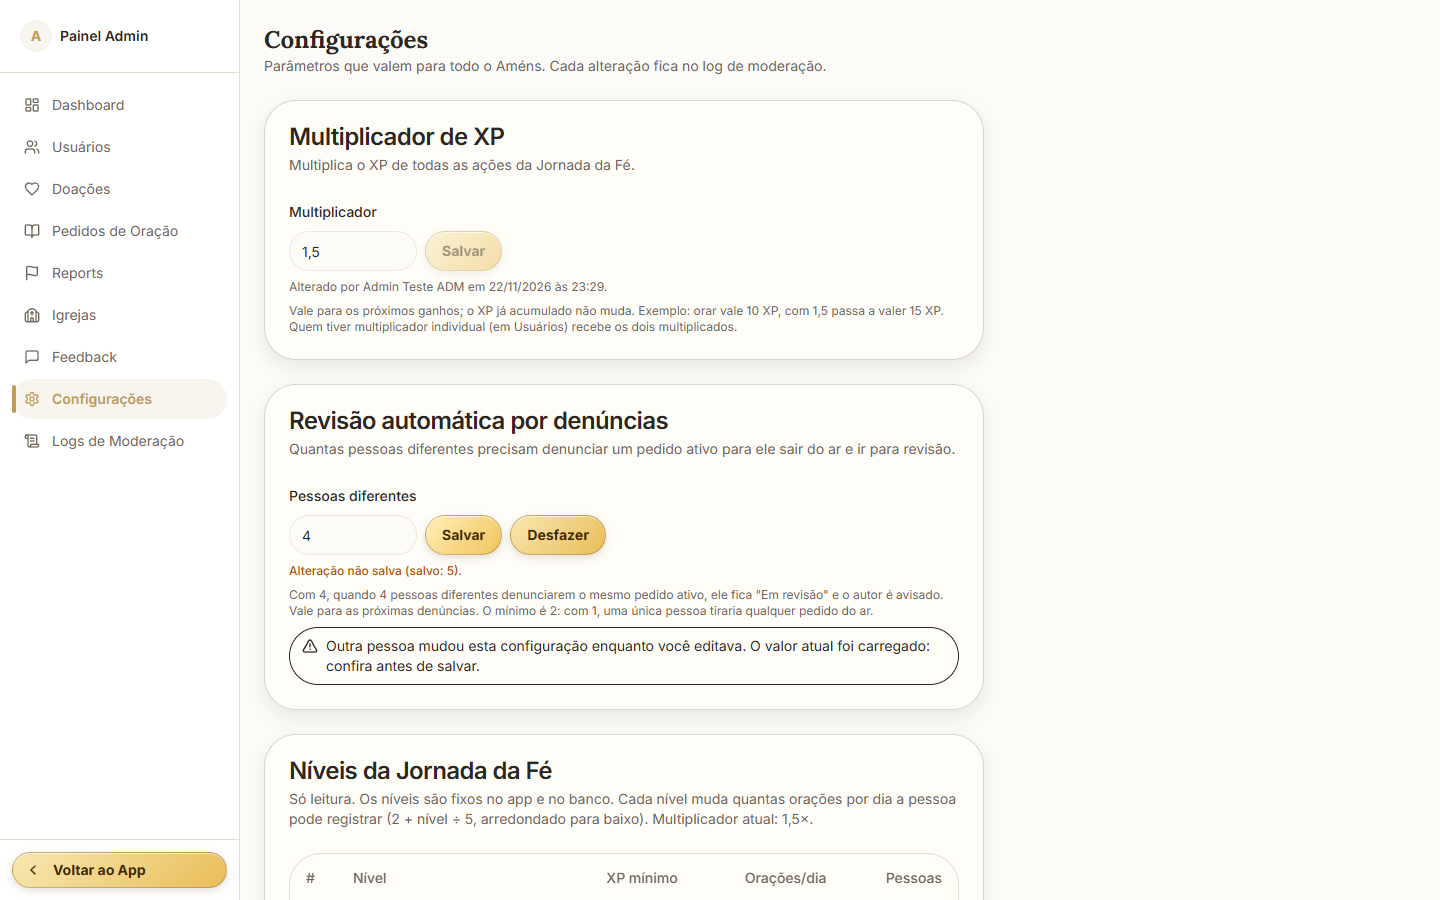 A Painel Admin
Dashboard
Usuários
Doações
Pedidos de Oração
Reports
Igrejas
Feedback
Configurações
Logs de Moderação
Voltar ao App
Configurações
Parâmetros que valem para todo o Améns. Cada alteração fica no log de moderação.
Multiplicador de XP
Multiplica o XP de todas as ações da Jornada da Fé.
Multiplicador
1,5 Salvar
Alterado por Admin Teste ADM em 22/11/2026 às 23:29.
Vale para os próximos ganhos; o XP já acumulado não muda. Exemplo: orar vale 10 XP, com 1,5 passa a valer 15 XP.
Quem tiver multiplicador individual (em Usuários) recebe os dois multiplicados.
Revisão automática por denúncias
Quantas pessoas diferentes precisam denunciar um pedido ativo para ele sair do ar e ir para revisão.
Pessoas diferentes
4 Salvar Desfazer
Alteração não salva (salvo: 5).
Com 4, quando 4 pessoas diferentes denunciarem o mesmo pedido ativo, ele fica "Em revisão" e o autor é avisado.
Vale para as próximas denúncias. O mínimo é 2: com 1, uma única pessoa tiraria qualquer pedido do ar.
Outra pessoa mudou esta configuração enquanto você editava. O valor atual foi carregado:
confira antes de salvar.
Níveis da Jornada da Fé
Só leitura. Os níveis são fixos no app e no banco. Cada nível muda quantas orações por dia a pessoa
pode registrar (2 + nível ÷ 5, arredondado para baixo). Multiplicador atual: 1,5×.
# Nível XP mínimo Orações/dia Pessoas